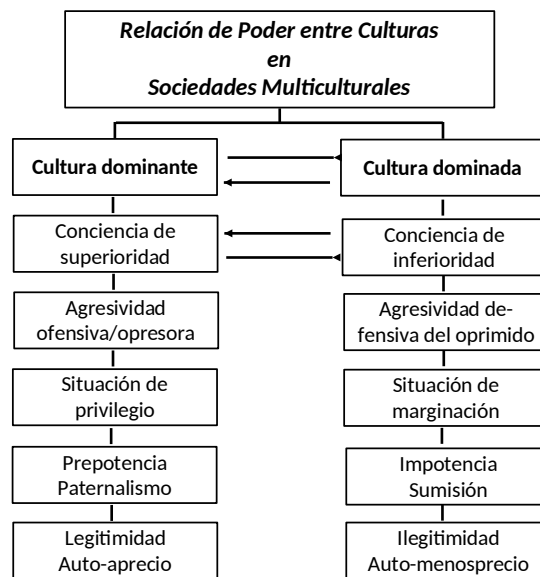 Relación de Poder entre Culturas
en
Sociedades Multiculturales
Cultura dominante
Cultura dominada
Conciencia de
superioridad
Conciencia de
inferioridad
Agresividad
ofensiva/opresora
Agresividad de-
fensiva del oprimido
Situación de
privilegio
Situación de
marginación
Prepotencia
Paternalismo
Impotencia
Sumisión
Legitimidad
Auto-aprecio
Ilegitimidad
Auto-menosprecio